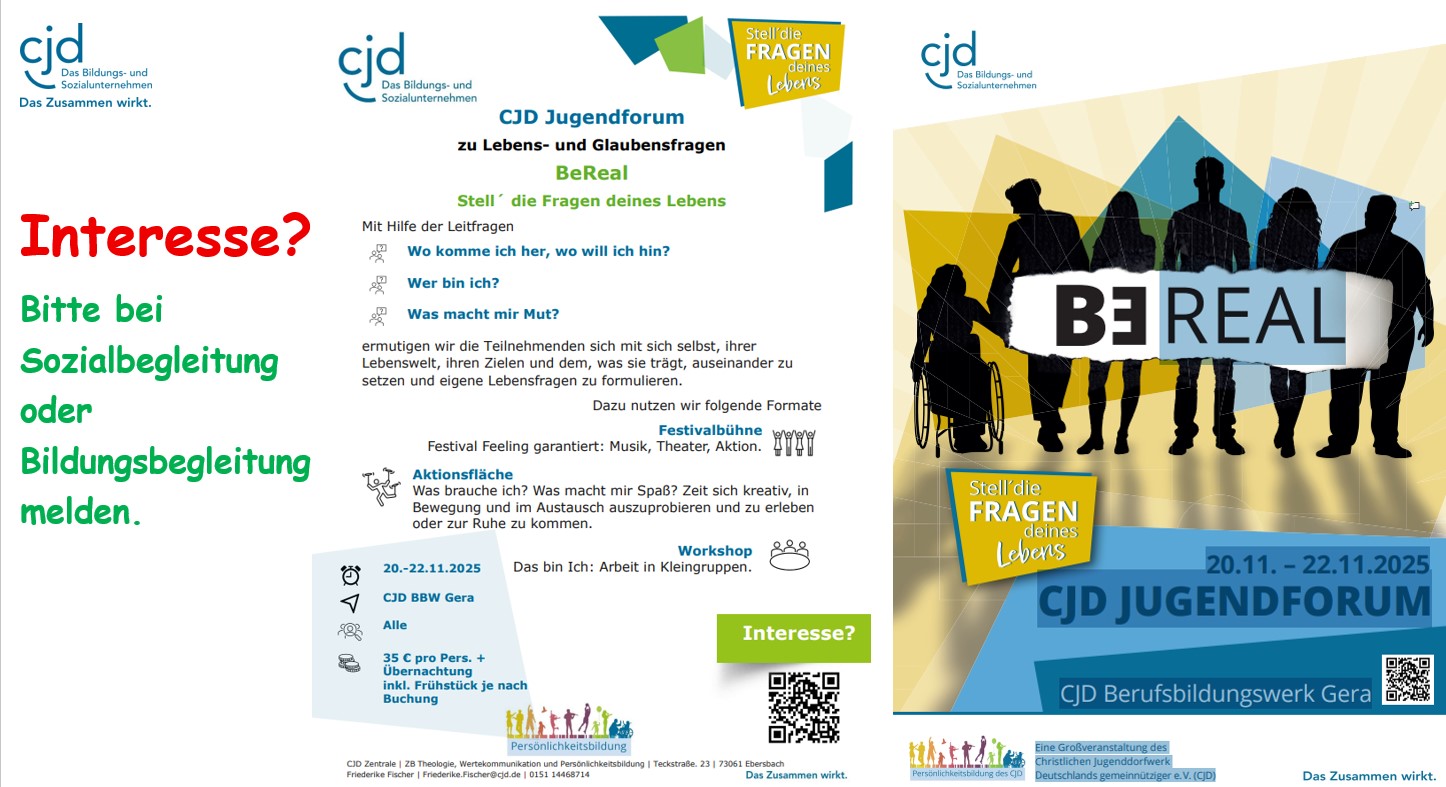 cjd
Das Bildungs- und
Sozialunternehmen
Das Zusammen wirkt.
Interesse?
Bitte bei
Sozialbegleitung
oder
Bildungsbegleitung
melden.
cjd
Das Bildungs- und
Sozialunternehmen
Stell´die
FRAGEN
deines
Lebens
CJD Jugendforum
zu Lebens- und Glaubensfragen
BeReal
Stell´ die Fragen deines Lebens
Mit Hilfe der Leitfragen
Wo komme ich her, wo will ich hin?
Wer bin ich?
Was macht mir Mut?
ermutigen wir die Teilnehmenden sich mit sich selbst, ihrer
Lebenswelt, ihren Zielen und dem, was sie trägt, auseinander zu
setzen und eigene Lebensfragen zu formulieren.
Dazu nutzen wir folgende Formate
Festivalbühne
Festival Feeling garantiert: Musik, Theater, Aktion.
Aktionsfläche
Was brauche ich? Was macht mir Spaß? Zeit sich kreativ, in
Bewegung und im Austausch auszuprobieren und zu erleben
oder zur Ruhe zu kommen.
Workshop
Das bin Ich: Arbeit in Kleingruppen.
20.-22.11.2025
CJD BBW Gera
Alle
35 € pro Pers. +
Übernachtung
inkl. Frühstück je nach
Buchung
Interesse?
Persönlichkeitsbildung
CJD Zentrale | ZB Theologie, Wertekommunikation und Persönlichkeitsbildung | Teckstraße. 23 | 73061 Ebersbach
Friederike Fischer | Friederike.Fischer@cjd.de | 0151 14468714
Das Zusammen wirkt.
cjd
Das Bildungs- und
Sozialunternehmen
BE REAL
Stell´die
FRAGEN
deines
Lebens
20.11. – 22.11.2025
CJD JUGENDFORUM
CJD Berufsbildungswerk Gera
Persönlichkeitsbildung des CJD
Eine Großveranstaltung des
Christlichen Jugenddorfwerk
Deutschlands gemeinnütziger e.V. (CJD)
Das Zusammen wirkt.